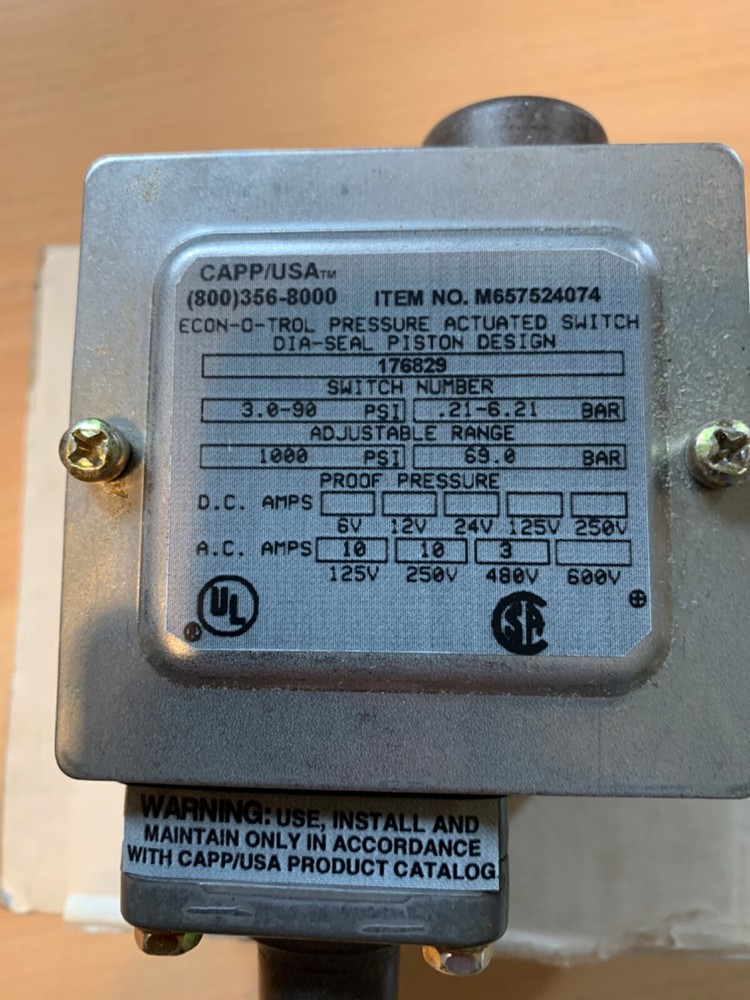 CAPP/USA™
(800)356-8000 ITEM NO. M657524074
ECON-O-TROL PRESSURE ACTUATED SWITCH
DIA-SEAL PISTON DESIGN
176829
SWITCH NUMBER
3.0-90 PSI .21-6.21 BAR
ADJUSTABLE RANGE
1000 PSI 69.0 BAR
PROOF PRESSURE
D.C. AMPS
6V 12V 24V 125V 250V
A.C. AMPS 10 10 3
125V 250V 480V 600V
UL ®
CSA
WARNING: USE, INSTALL AND
MAINTAIN ONLY IN ACCORDANCE
WITH CAPP/USA PRODUCT CATALOG